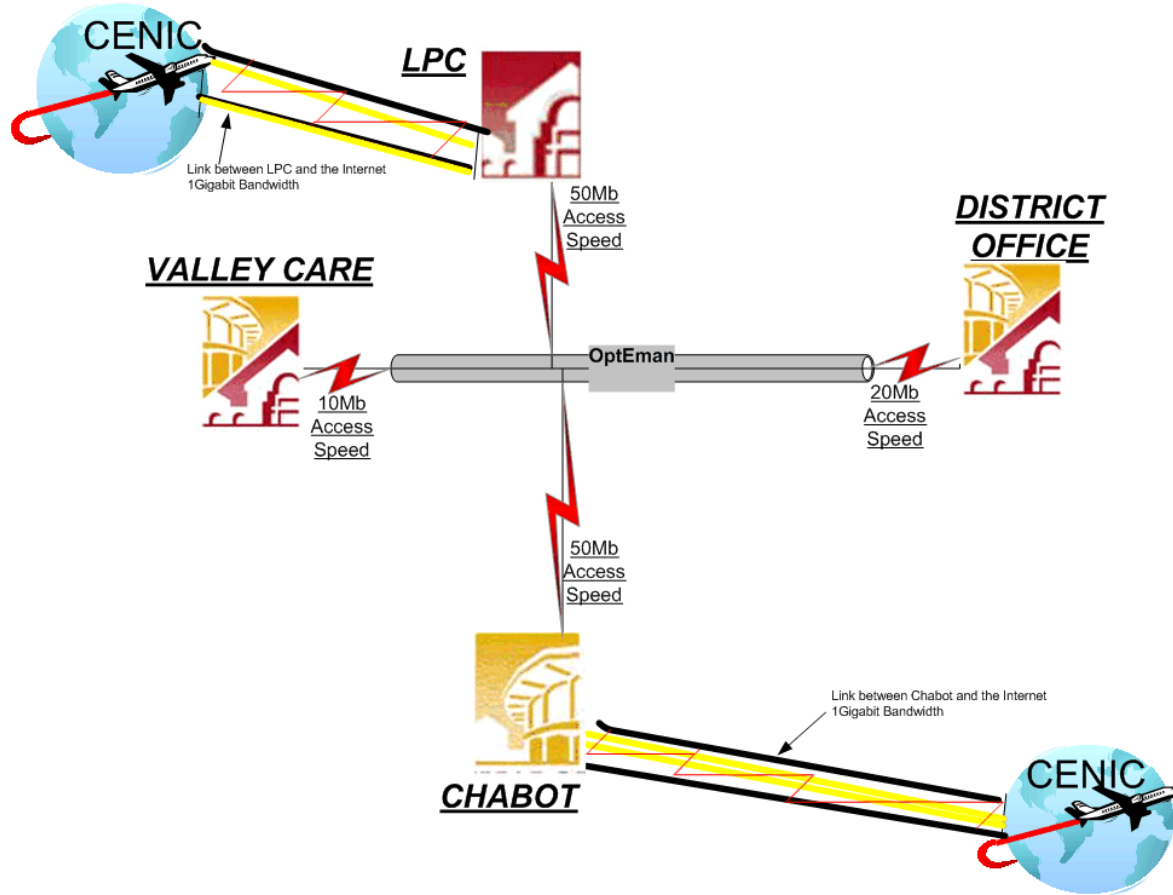 CENIC
LPC
Link between LPC and the Internet
1Gigabit Bandwidth
50Mb
Access
Speed
DISTRICT
OFFICE
VALLEY CARE
OptEman
10Mb
Access
Speed
20Mb
Access
Speed
50Mb
Access
Speed
Link between Chabot and the Internet
1Gigabit Bandwidth
CENIC
CHABOT